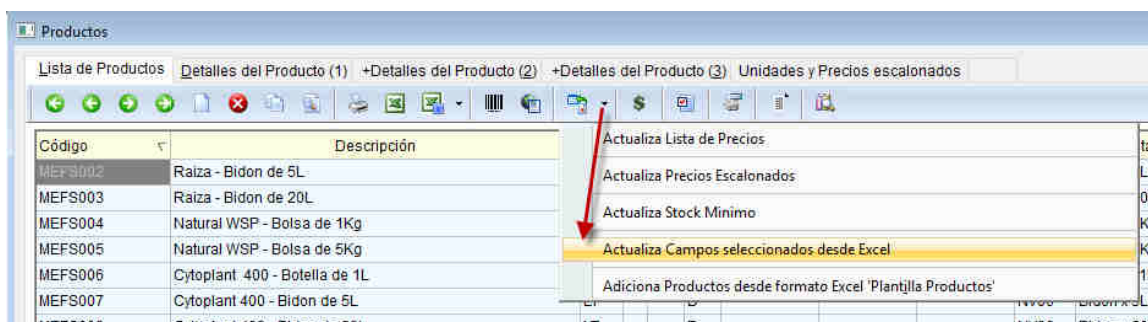 Productos
Lista de Productos Detalles del Producto (1) +Detalles del Producto (2) +Detalles del Producto (3) Unidades y Precios escalonados
Código Descripción
MEFS002 Raiza - Bidon de 5L
MEFS003 Raiza - Bidon de 20L
MEFS004 Natural WSP - Bolsa de 1Kg
MEFS005 Natural WSP - Bolsa de 5Kg
MEFS006 Cytoplant 400 - Botella de 1L
MEFS007 Cytoplant 400 - Bidon de 5L
Actualiza Lista de Precios
Actualiza Precios Escalonados
Actualiza Stock Minimo
Actualiza Campos seleccionados desde Excel
Adiciona Productos desde formato Excel 'Plantilla Productos'